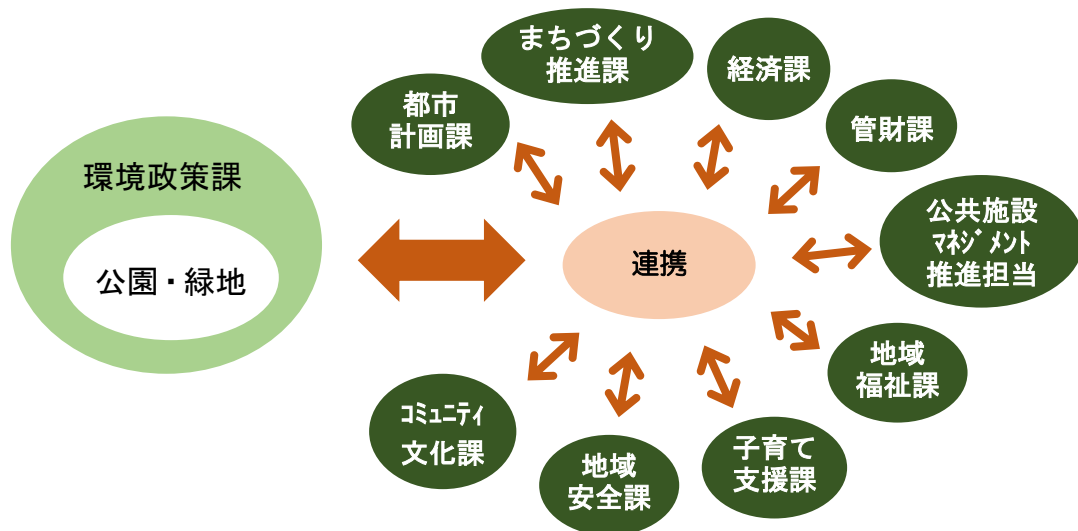 環境政策課
公園・緑地
連携
都市
計画課
まちづくり
推進課
経済課
管財課
公共施設
ﾏﾈｼﾞﾒﾝﾄ
推進担当
地域
福祉課
子育て
支援課
地域
安全課
ｺﾐｭﾆﾃｨ
文化課